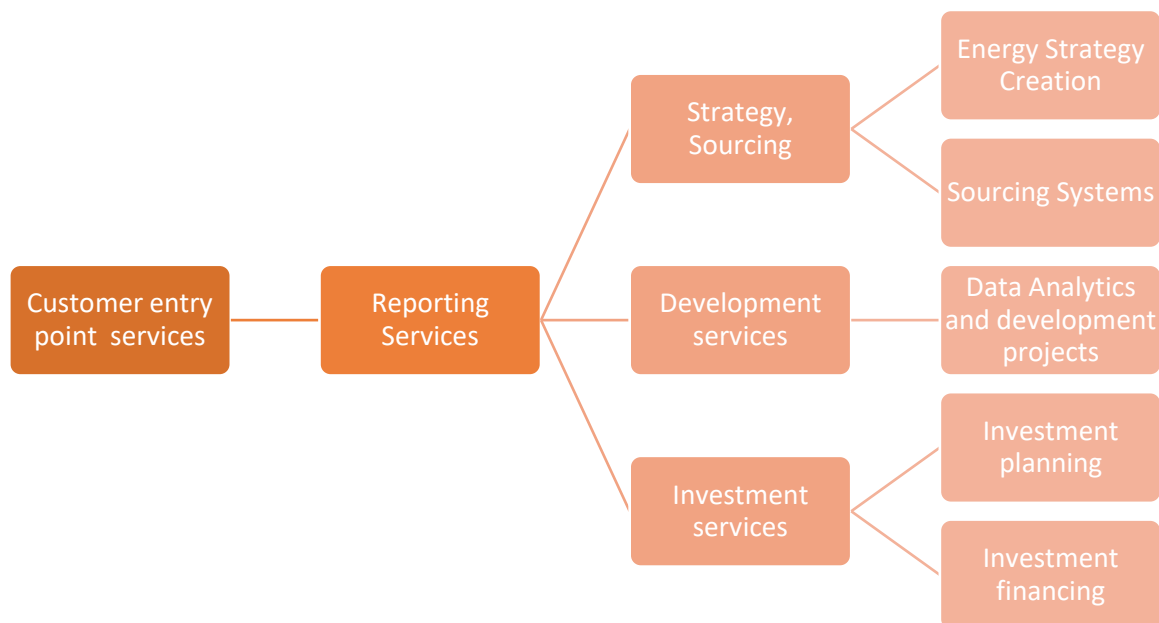 Customer entry
point  services
Reporting
Services
Strategy,
Sourcing
Energy Strategy
Creation
Sourcing Systems
Development
services
Data Analytics
and development
projects
Investment
services
Investment
planning
Investment
financing